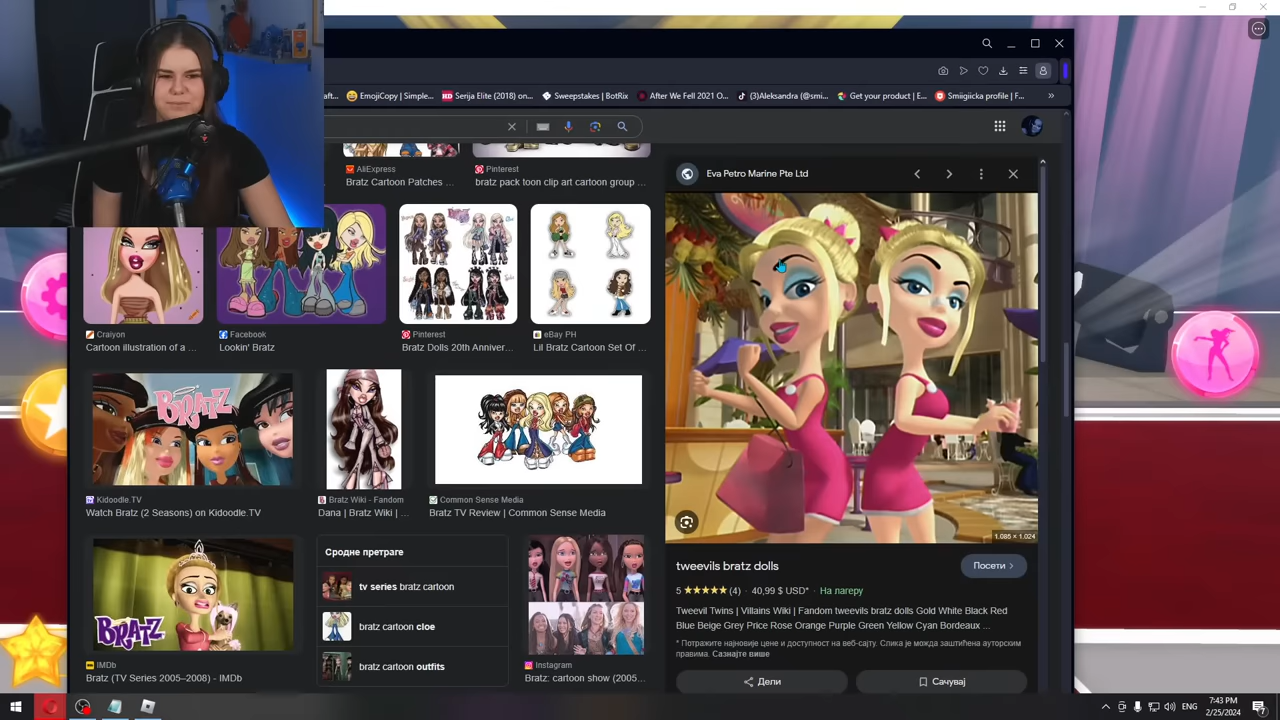 EmojiCopy | Simple...
Serija Elite (2018) on...
Sweepstakes | BotRix
After We Fell 2021 O...
(3)Aleksandra (@smi...
Get your product | E...
Smiigiicka profile | F...
Eva Petro Marine Pte Ltd
AliExpress
Bratz Cartoon Patches ...
Pinterest
bratz pack toon clip art cartoon group ...
Craiyon
Cartoon illustration of a ...
Facebook
Lookin' Bratz
Pinterest
Bratz Dolls 20th Anniver...
eBay PH
Lil Bratz Cartoon Set Of ...
BRATZ
Kidoodle.TV
Watch Bratz (2 Seasons) on Kidoodle.TV
Bratz Wiki - Fandom
Dana | Bratz Wiki | ...
Common Sense Media
Bratz TV Review | Common Sense Media
1.085 × 1.024
BRATZ
IMDb
Bratz (TV Series 2005–2008) - IMDb
Сродне претраге
tv series bratz cartoon
bratz cartoon cloe
bratz cartoon outfits
Instagram
Bratz: cartoon show (2005...
tweevils bratz dolls
Посети
5 ★★★★★ (4) · 40,99 $ USD* · На лагеру
Tweevil Twins | Villains Wiki | Fandom tweevils bratz dolls Gold White Black Red
Blue Beige Grey Price Rose Orange Purple Green Yellow Cyan Bordeaux ...
* Потражите најновије цене и доступност на веб-сајту. Слика је можда заштићена ауторским
правима. Сазнајте више
Дели
Сачувај
ENG
7:43 PM
2/25/2024